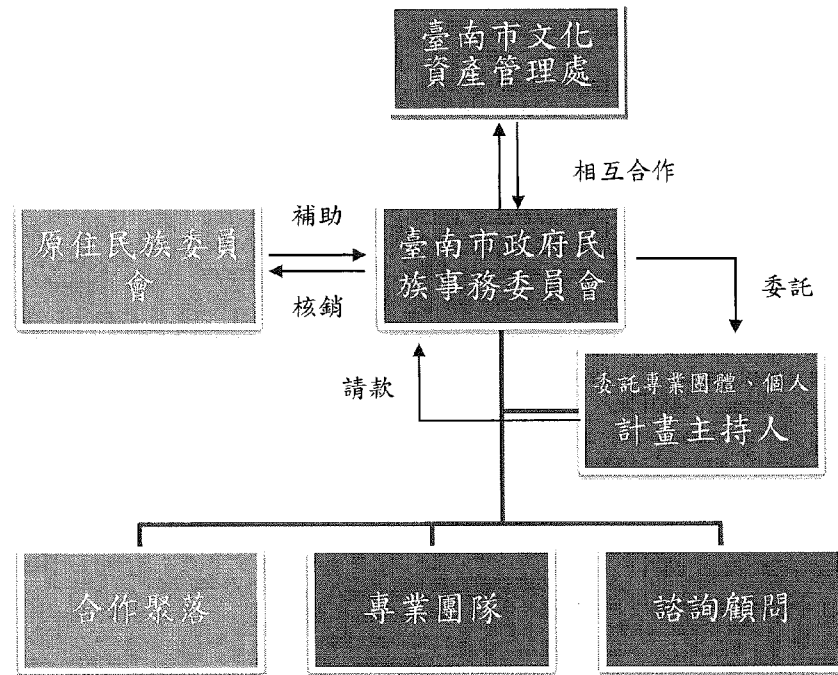 臺南市文化
資產管理處
相互合作
原住民族委員
會
補助
核銷
臺南市政府民
族事務委員會
委託
請款
委託專業團體、個人
計畫主持人
合作聚落
專業團隊
諮詢顧問